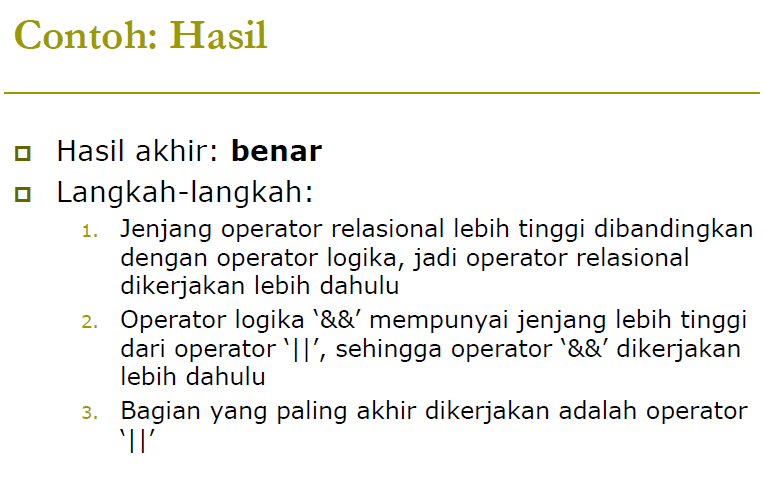 Contoh: Hasil
Hasil akhir: benar
Langkah-langkah:
1. Jenjang operator relasional lebih tinggi dibandingkan
dengan operator logika, jadi operator relasional
dikerjakan lebih dahulu
2. Operator logika ‘&&’ mempunyai jenjang lebih tinggi
dari operator ‘||’, sehingga operator ‘&&’ dikerjakan
lebih dahulu
3. Bagian yang paling akhir dikerjakan adalah operator
‘||’